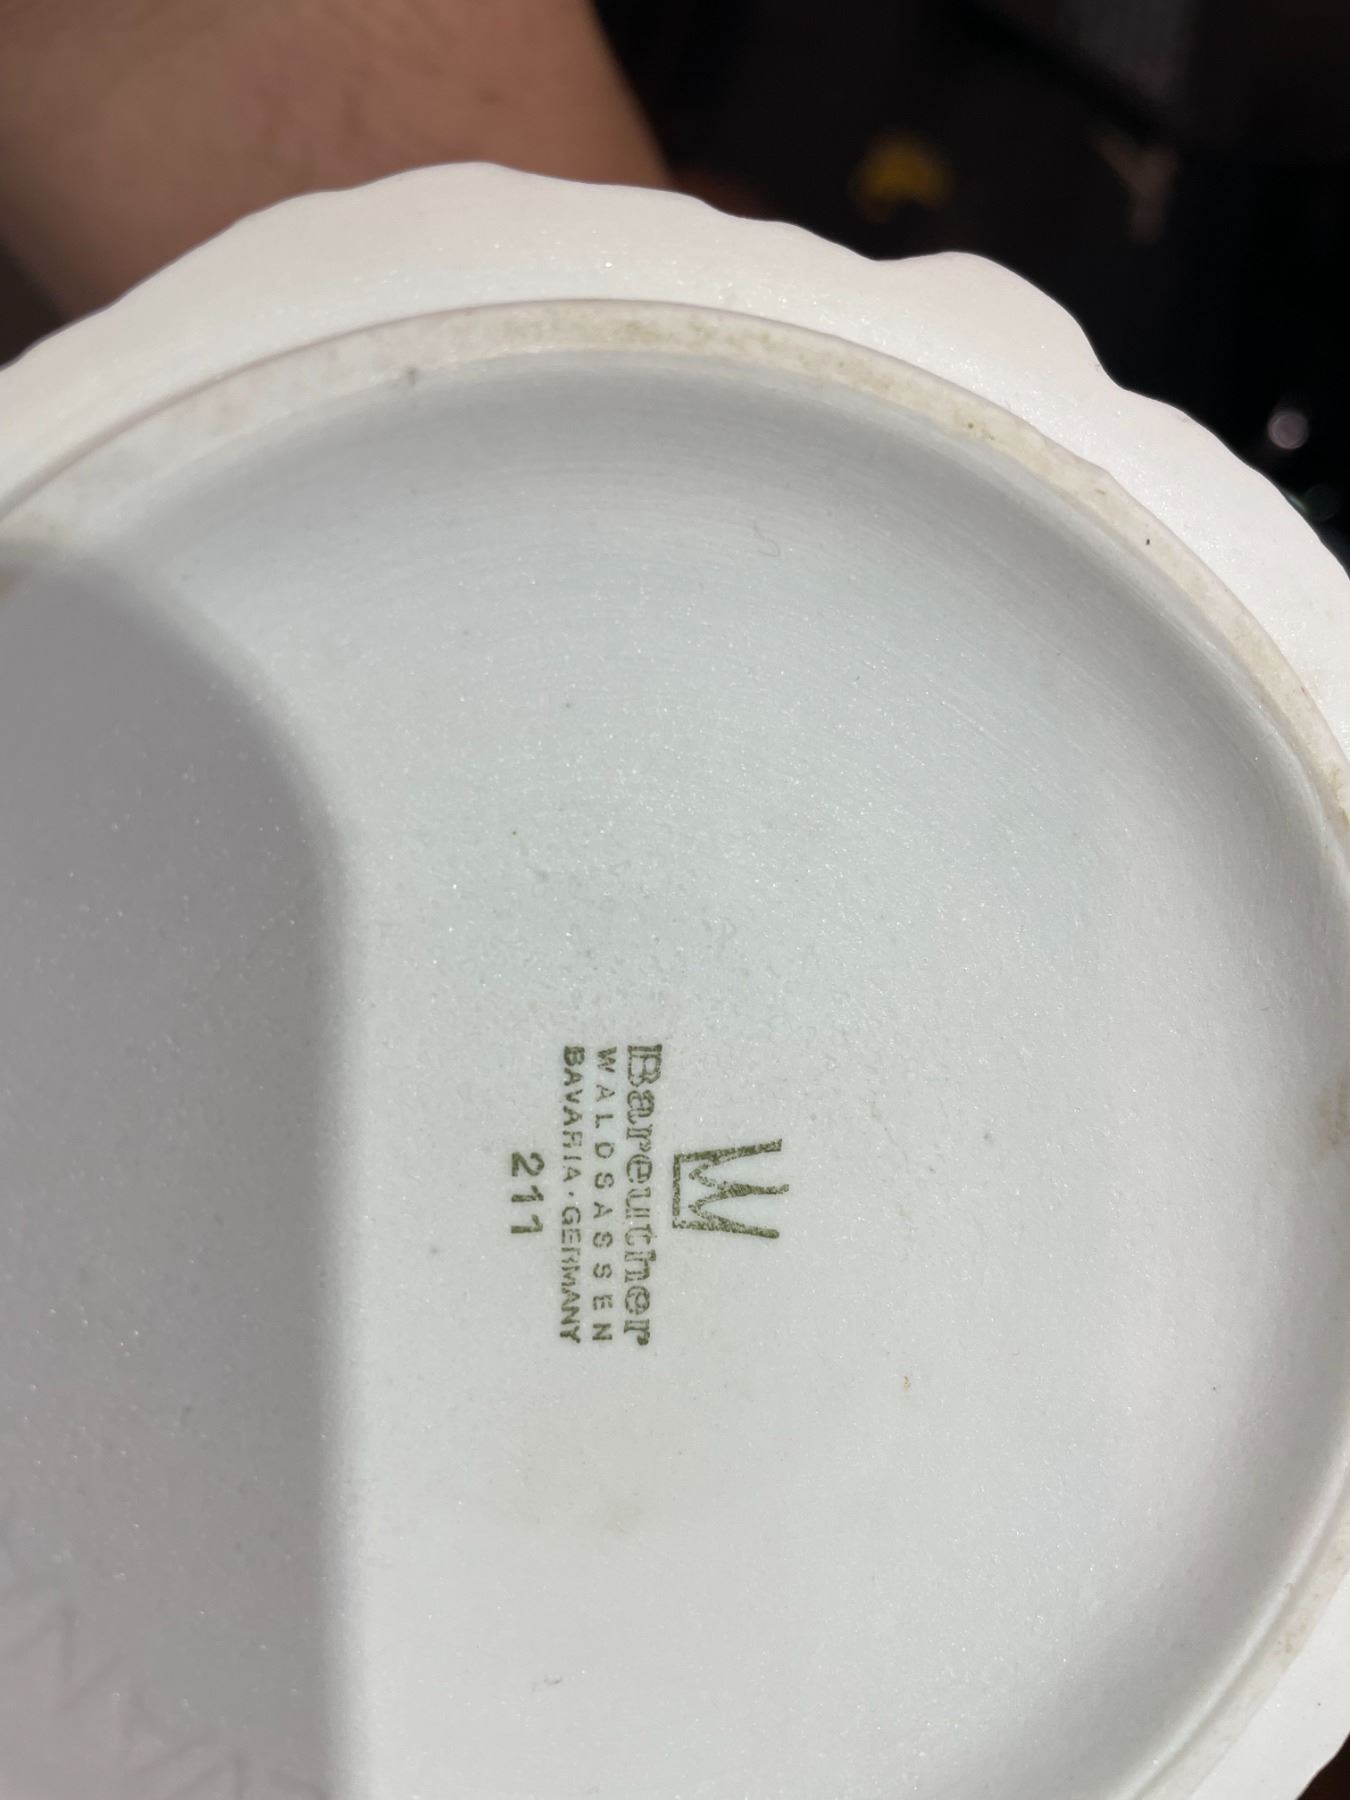 Bareuther
WALDSASSEN
BAVARIA·GERMANY
211